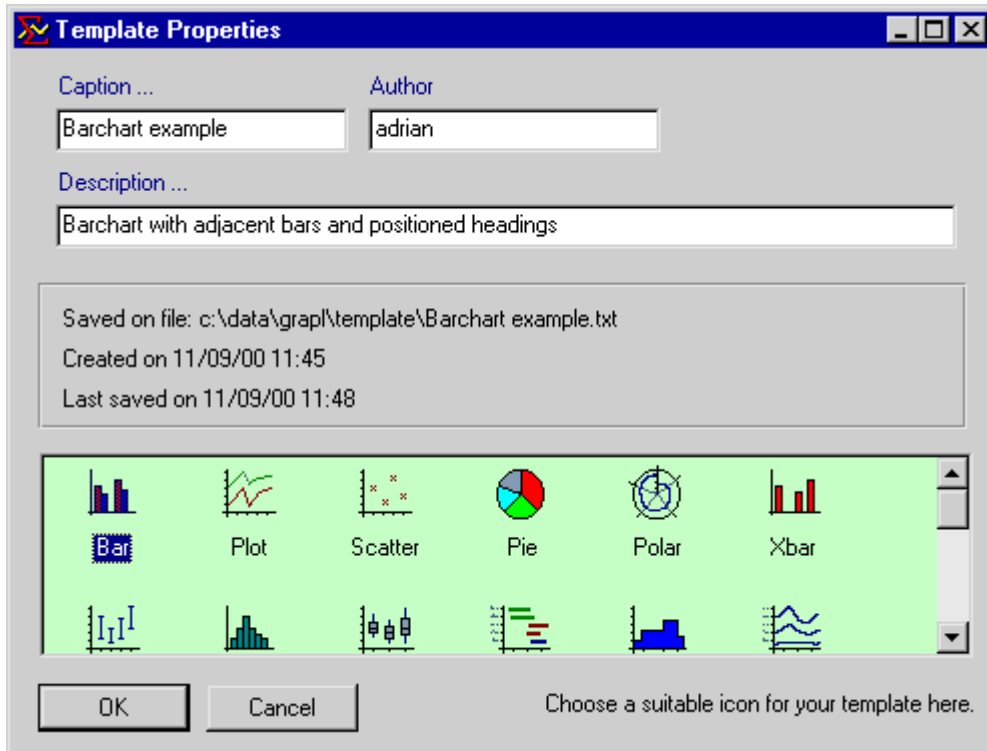 Template Properties
Caption ... Author
Barchart example adrian
Description ...
Barchart with adjacent bars and positioned headings
Saved on file: c:\data\grapl\template\Barchart example.txt
Created on 11/09/00 11:45
Last saved on 11/09/00 11:48
Bar Plot Scatter Pie Polar Xbar
OK Cancel Choose a suitable icon for your template here.